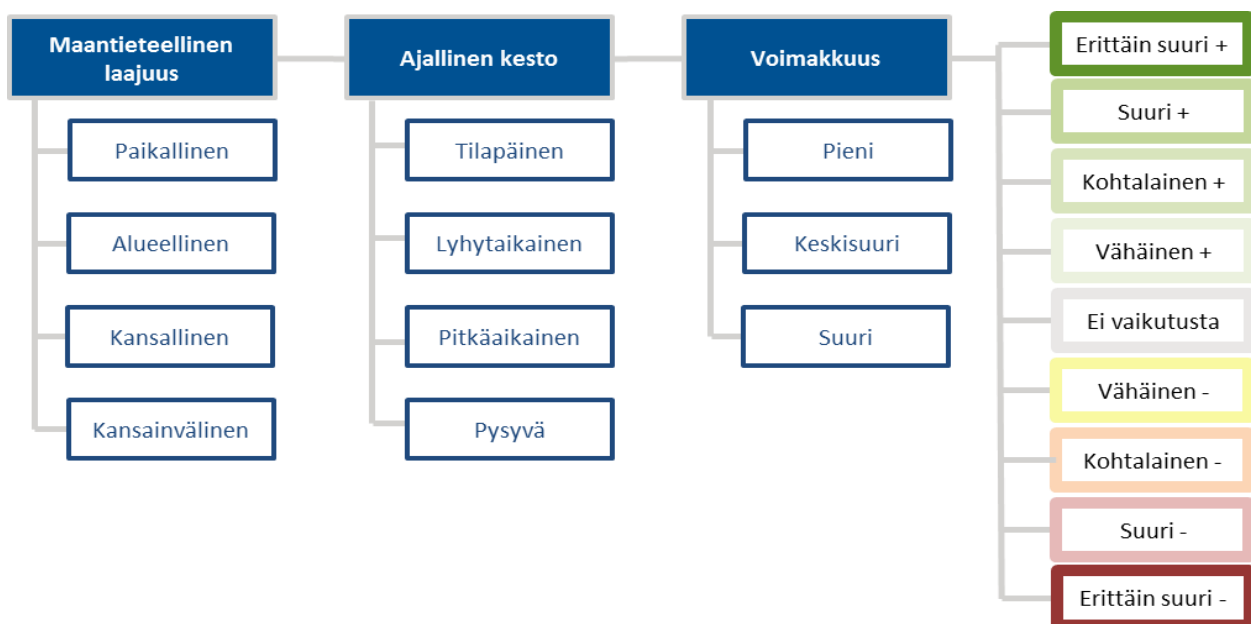 Maantieteellinen
laajuus
Paikallinen
Alueellinen
Kansallinen
Kansainvälinen
Ajallinen kesto
Tilapäinen
Lyhytaikainen
Pitkäaikainen
Pysyvä
Voimakkuus
Pieni
Keskisuuri
Suuri
Erittäin suuri +
Suuri +
Kohtalainen +
Vähäinen +
Ei vaikutusta
Vähäinen -
Kohtalainen -
Suuri -
Erittäin suuri -